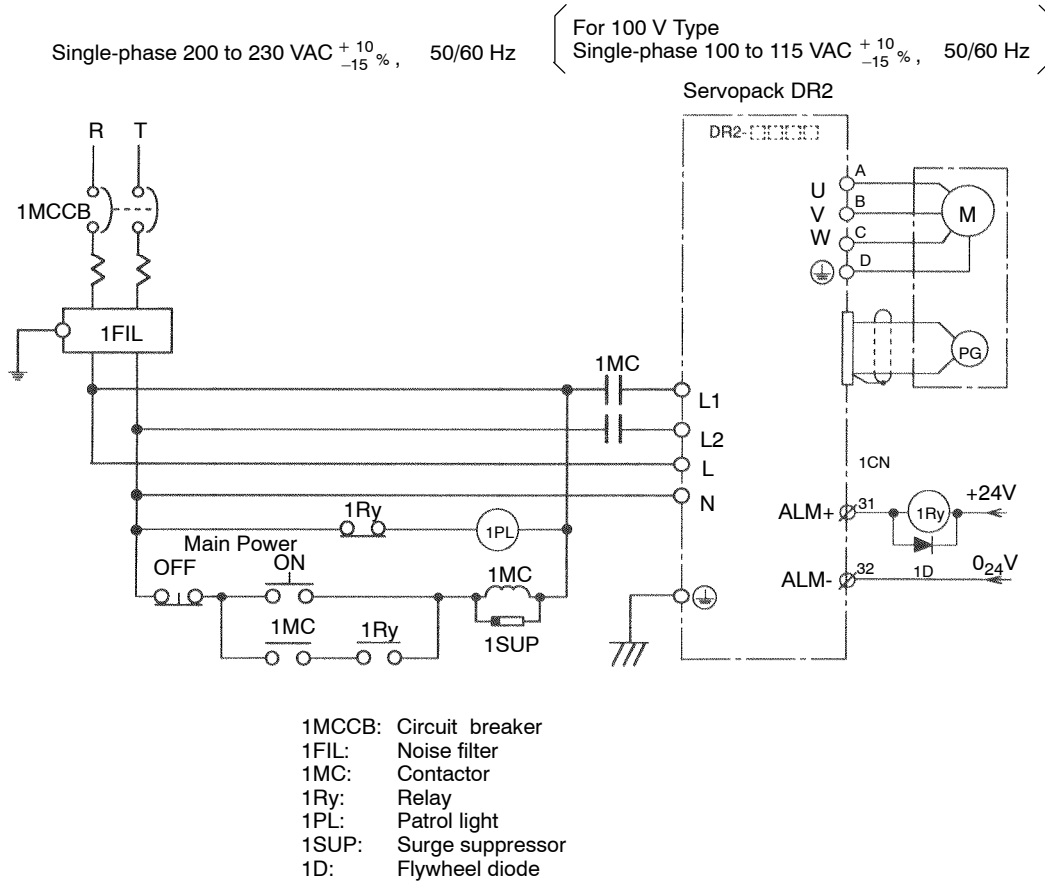 For 100 V Type
Single-phase 200 to 230 VAC +10 −15 %, 50/60 Hz
Single-phase 100 to 115 VAC +10 −15 %, 50/60 Hz
Servopack DR2
DR2-
R T
1MCCB
1FIL
U
V
W
A
B
C
D
M
PG
1MC
L1
L2
L
N
1CN
ALM+
31
1Ry
+24V
ALM-
32
1D
024V
1Ry
1PL
Main Power
OFF
ON
1MC
1MC
1Ry
1SUP
1MCCB: Circuit breaker
1FIL: Noise filter
1MC: Contactor
1Ry: Relay
1PL: Patrol light
1SUP: Surge suppressor
1D: Flywheel diode